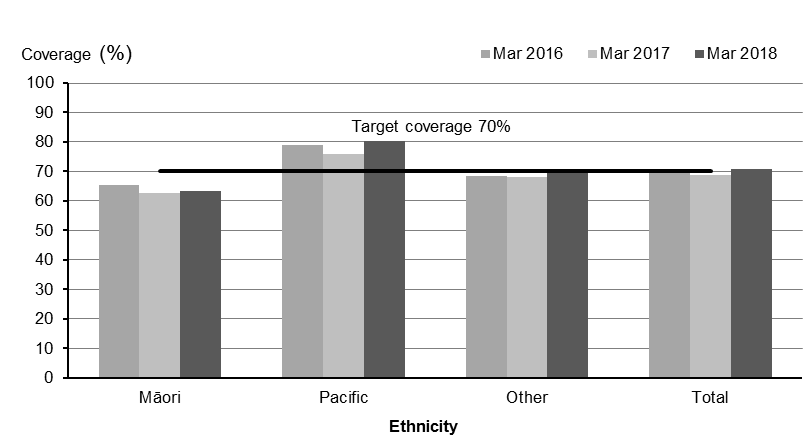 Coverage (%)
Mar 2016 Mar 2017 Mar 2018
100
90
Target coverage 70%
80
70
60
50
40
30
20
10
0
Māori Pacific Other Total
Ethnicity